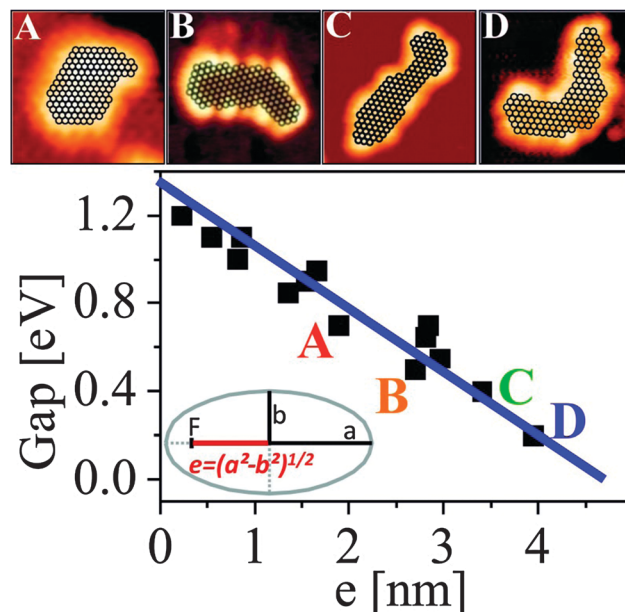 A B C D
1.2
0.8
0.4
0.0
Gap [eV]
A
B
C
D
F
b
a
e=(a²-b²)¹/²
0 1 2 3 4
e [nm]